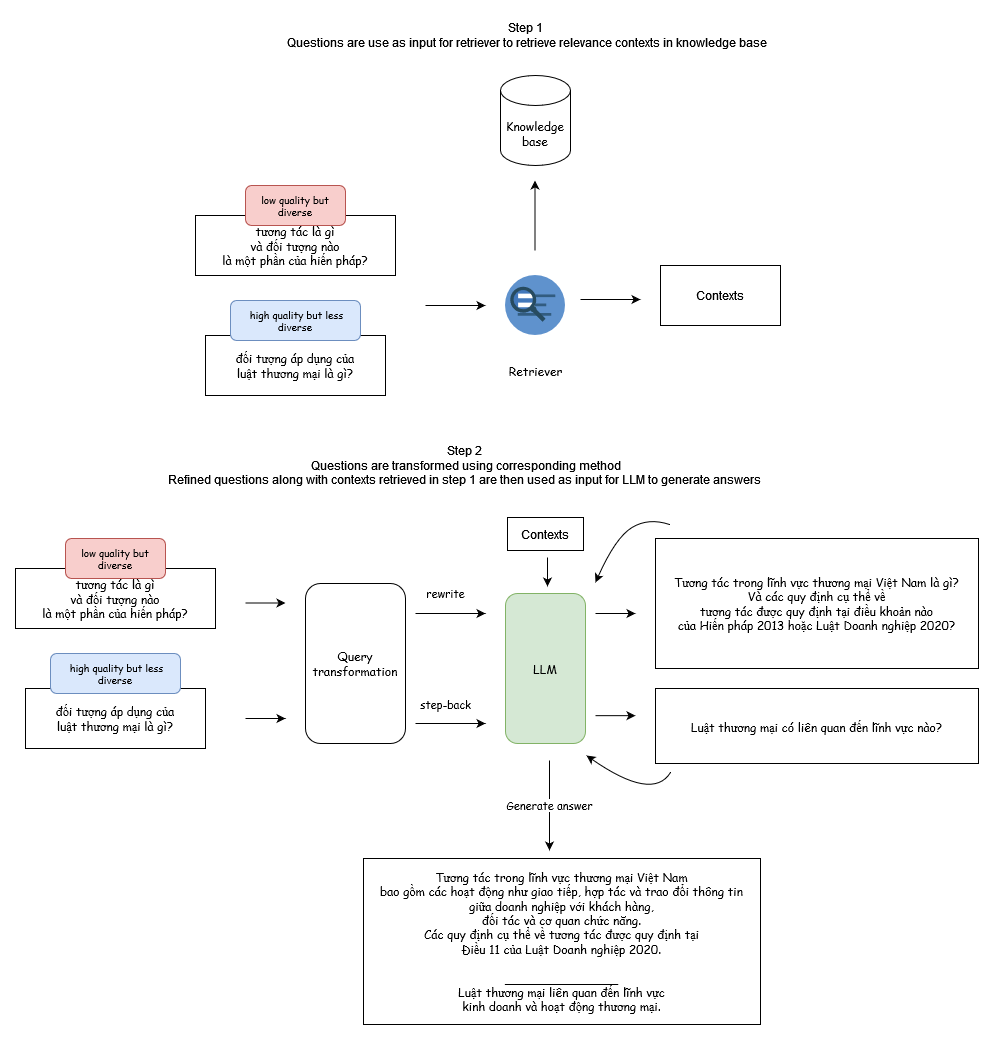 Step 1
Questions are use as input for retriever to retrieve relevance contexts in knowledge base
Knowledge
base
low quality but
diverse
tương tác là gì
và đối tượng nào
là một phần của hiến pháp?
high quality but less
diverse
đối tượng áp dụng của
luật thương mại là gì?
Retriever
Contexts
Step 2
Questions are transformed using corresponding method
Refined questions along with contexts retrieved in step 1 are then used as input for LLM to generate answers
low quality but
diverse
tương tác là gì
và đối tượng nào
là một phần của hiến pháp?
high quality but less
diverse
đối tượng áp dụng của
luật thương mại là gì?
Query
transformation
rewrite
step-back
Contexts
LLM
Tương tác trong lĩnh vực thương mại Việt Nam là gì?
Và các quy định cụ thể về
tương tác được quy định tại điều khoản nào
của Hiến pháp 2013 hoặc Luật Doanh nghiệp 2020?
Luật thương mại có liên quan đến lĩnh vực nào?
Generate answer
Tương tác trong lĩnh vực thương mại Việt Nam
bao gồm các hoạt động như giao tiếp, hợp tác và trao đổi thông tin
giữa doanh nghiệp với khách hàng,
đối tác và cơ quan chức năng.
Các quy định cụ thể về tương tác được quy định tại
Điều 11 của Luật Doanh nghiệp 2020.
Luật thương mại liên quan đến lĩnh vực
kinh doanh và hoạt động thương mại.